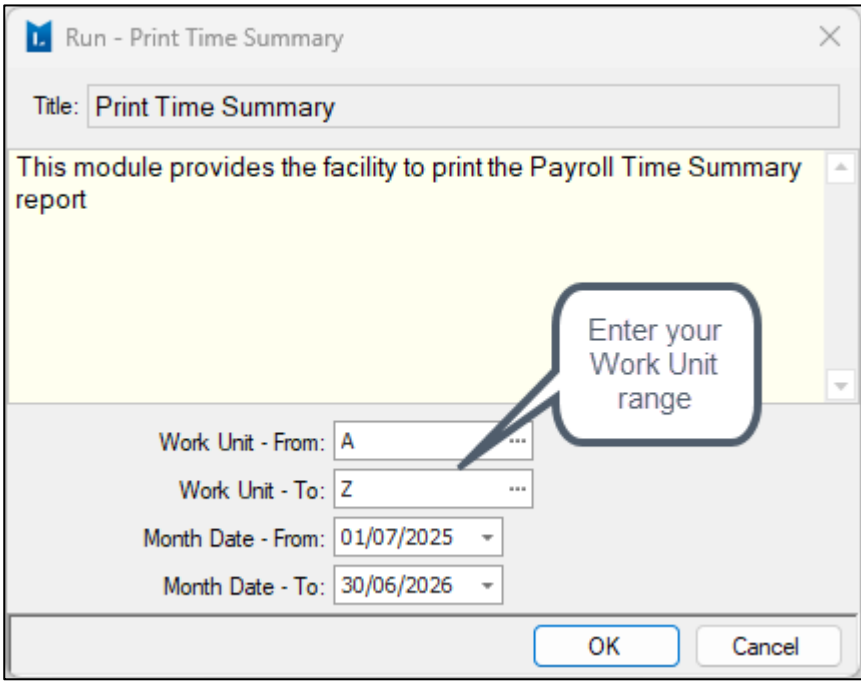 Run - Print Time Summary
Title: Print Time Summary
This module provides the facility to print the Payroll Time Summary
report
Enter your
Work Unit
range
Work Unit - From: A ...
Work Unit - To: Z ...
Month Date - From: 01/07/2025
Month Date - To: 30/06/2026
OK Cancel